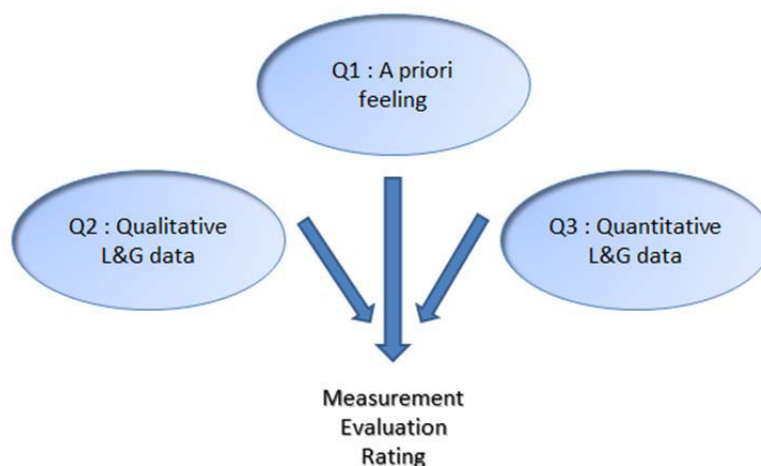 Q1 : A priori
feeling
Q2 : Qualitative
L&G data
Q3 : Quantitative
L&G data
Measurement
Evaluation
Rating